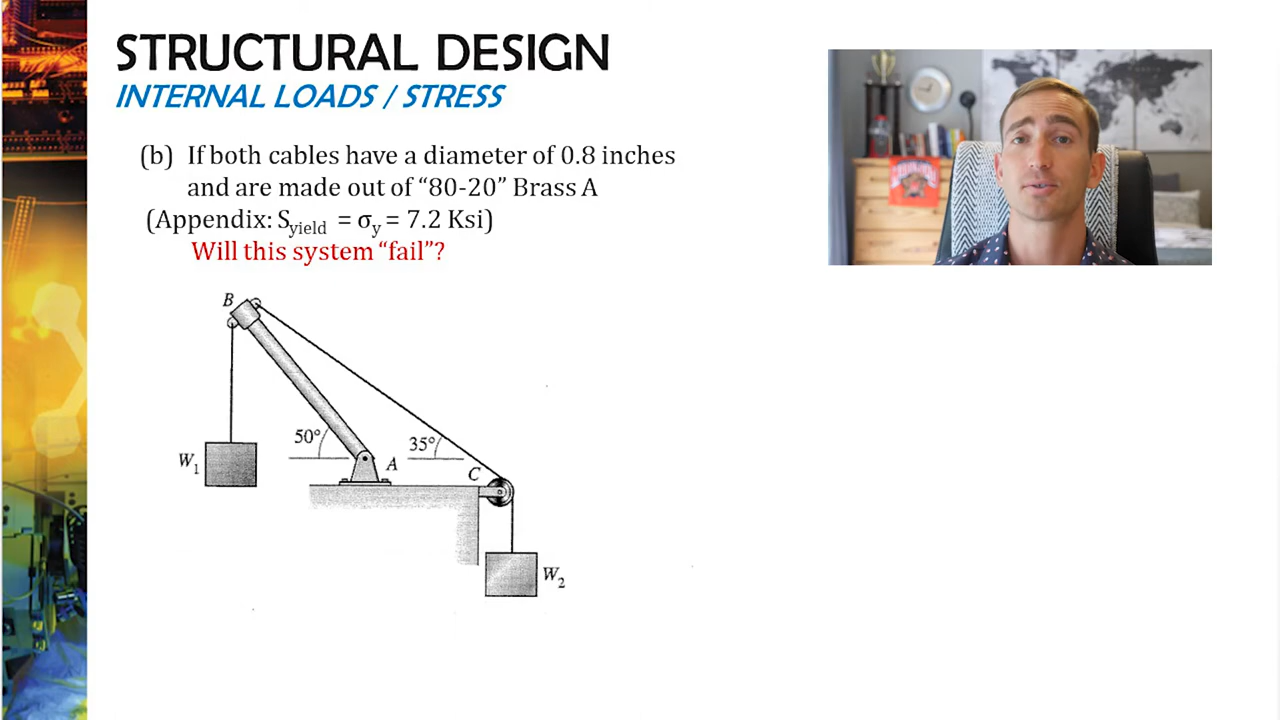 STRUCTURAL DESIGN
INTERNAL LOADS / STRESS
(b) If both cables have a diameter of 0.8 inches
and are made out of “80-20” Brass A
(Appendix: Syield = σy = 7.2 Ksi)
Will this system “fail”?
B
50°
35°
A
C
W1
W2